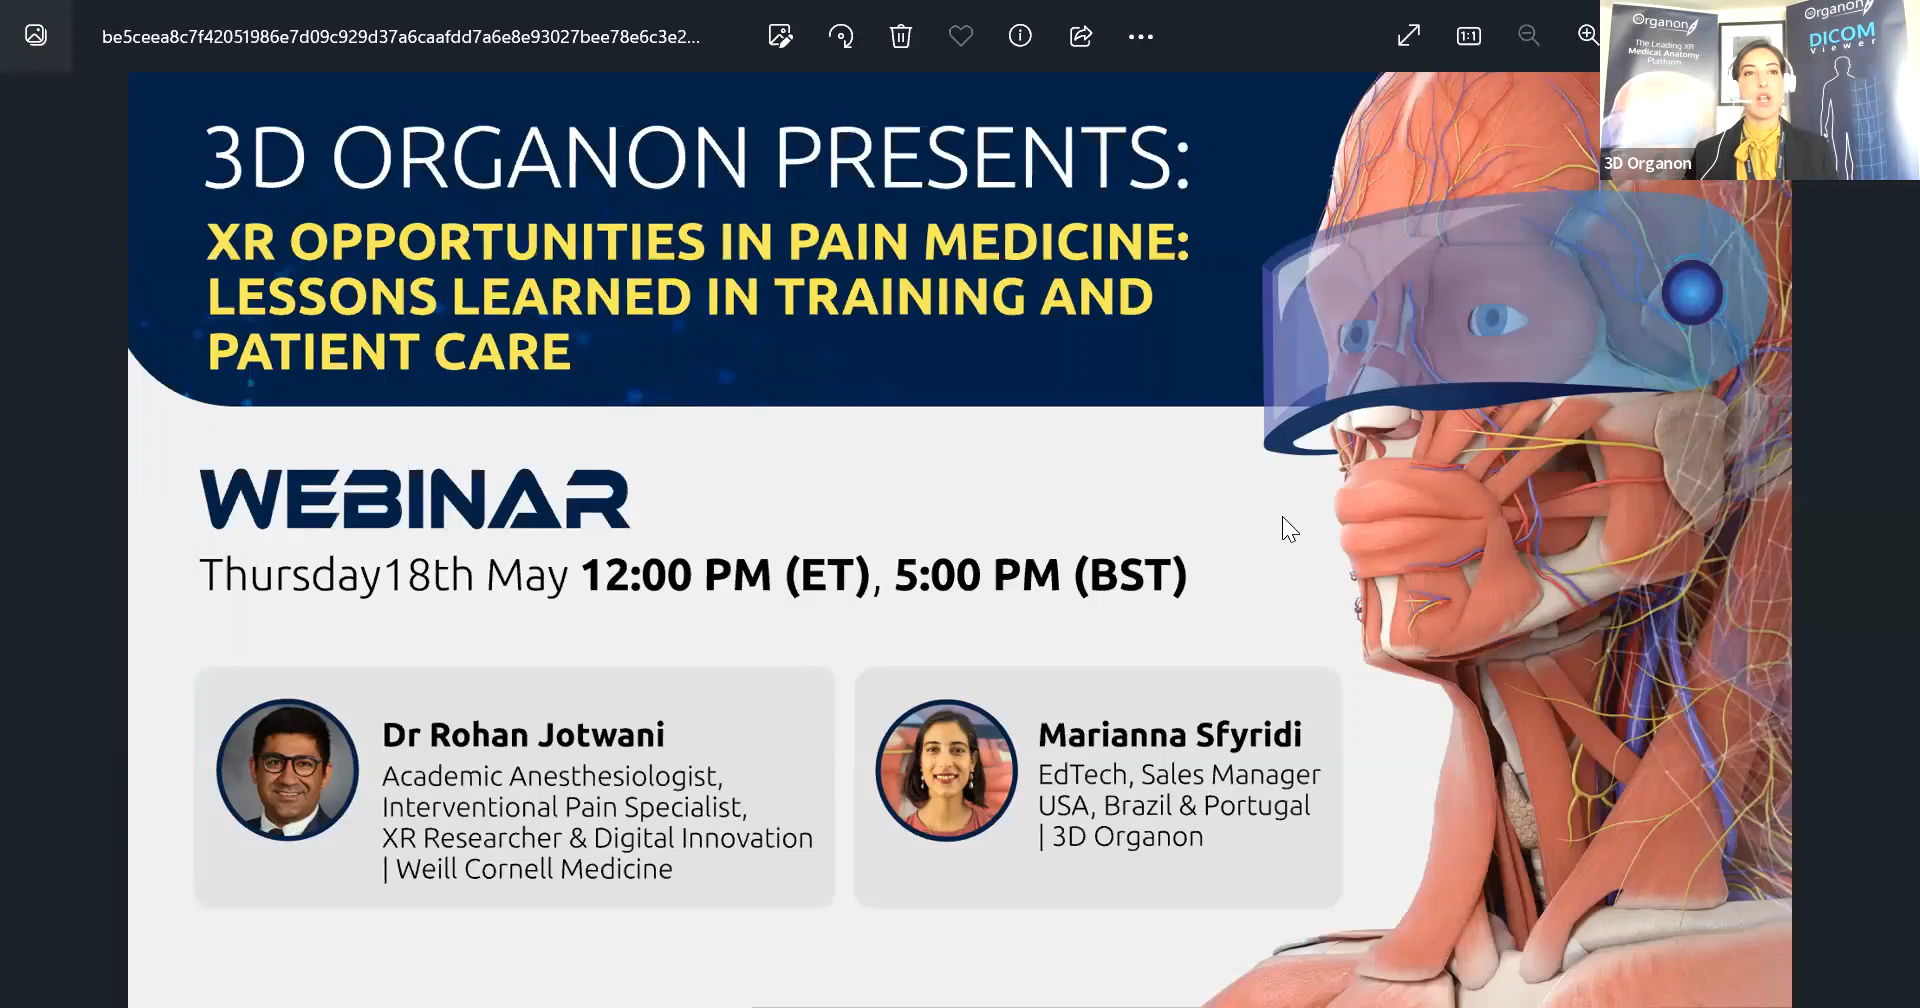 be5ceea8c7f42051986e7d09c929d37a6caafdd7a6e8e93027bee78e6c3e2...
1:1
Organon
The Leading XR
Medical Anatomy
Platform
Organon
DICOM
Viewer
3D Organon
3D ORGANON PRESENTS:
XR OPPORTUNITIES IN PAIN MEDICINE:
LESSONS LEARNED IN TRAINING AND
PATIENT CARE
WEBINAR
Thursday18th May 12:00 PM (ET), 5:00 PM (BST)
Dr Rohan Jotwani
Academic Anesthesiologist,
Interventional Pain Specialist,
XR Researcher & Digital Innovation
| Weill Cornell Medicine
Marianna Sfyridi
EdTech, Sales Manager
USA, Brazil & Portugal
| 3D Organon